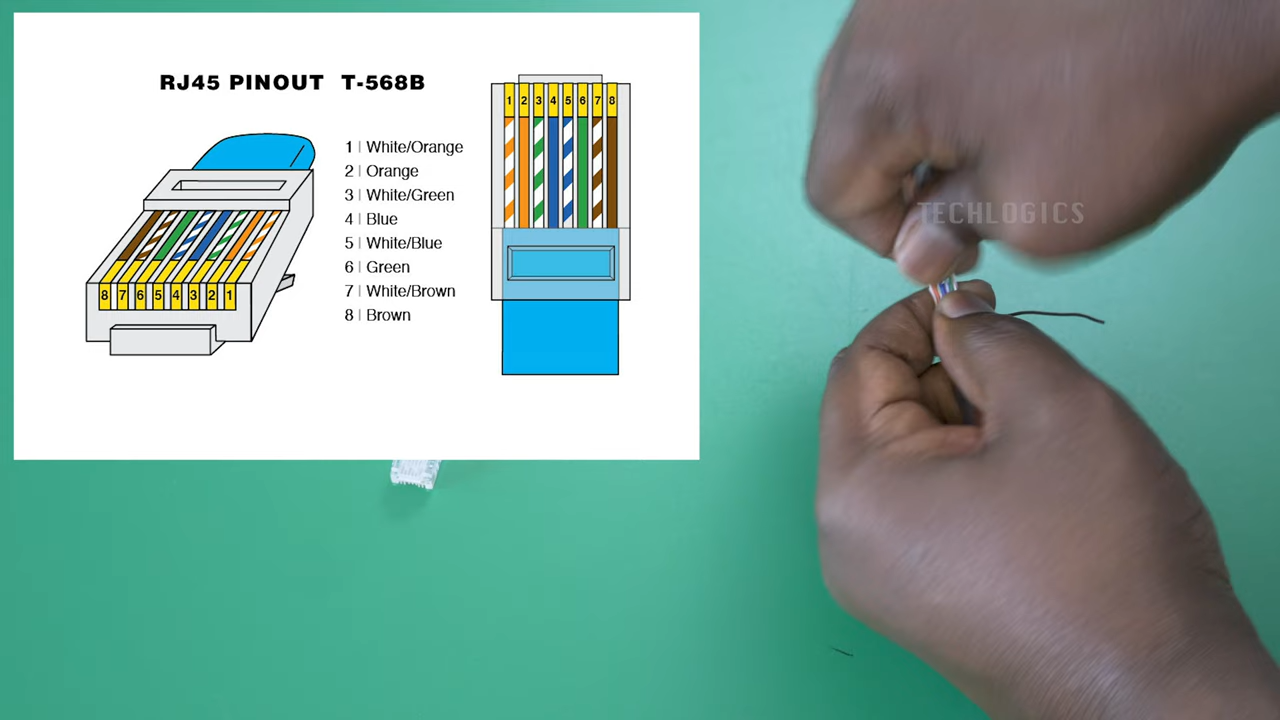 RJ45 PINOUT T-568B
1 | White/Orange
2 | Orange
3 | White/Green
4 | Blue
5 | White/Blue
6 | Green
7 | White/Brown
8 | Brown
8 7 6 5 4 3 2 1
1 2 3 4 5 6 7 8
TECHLOGICS